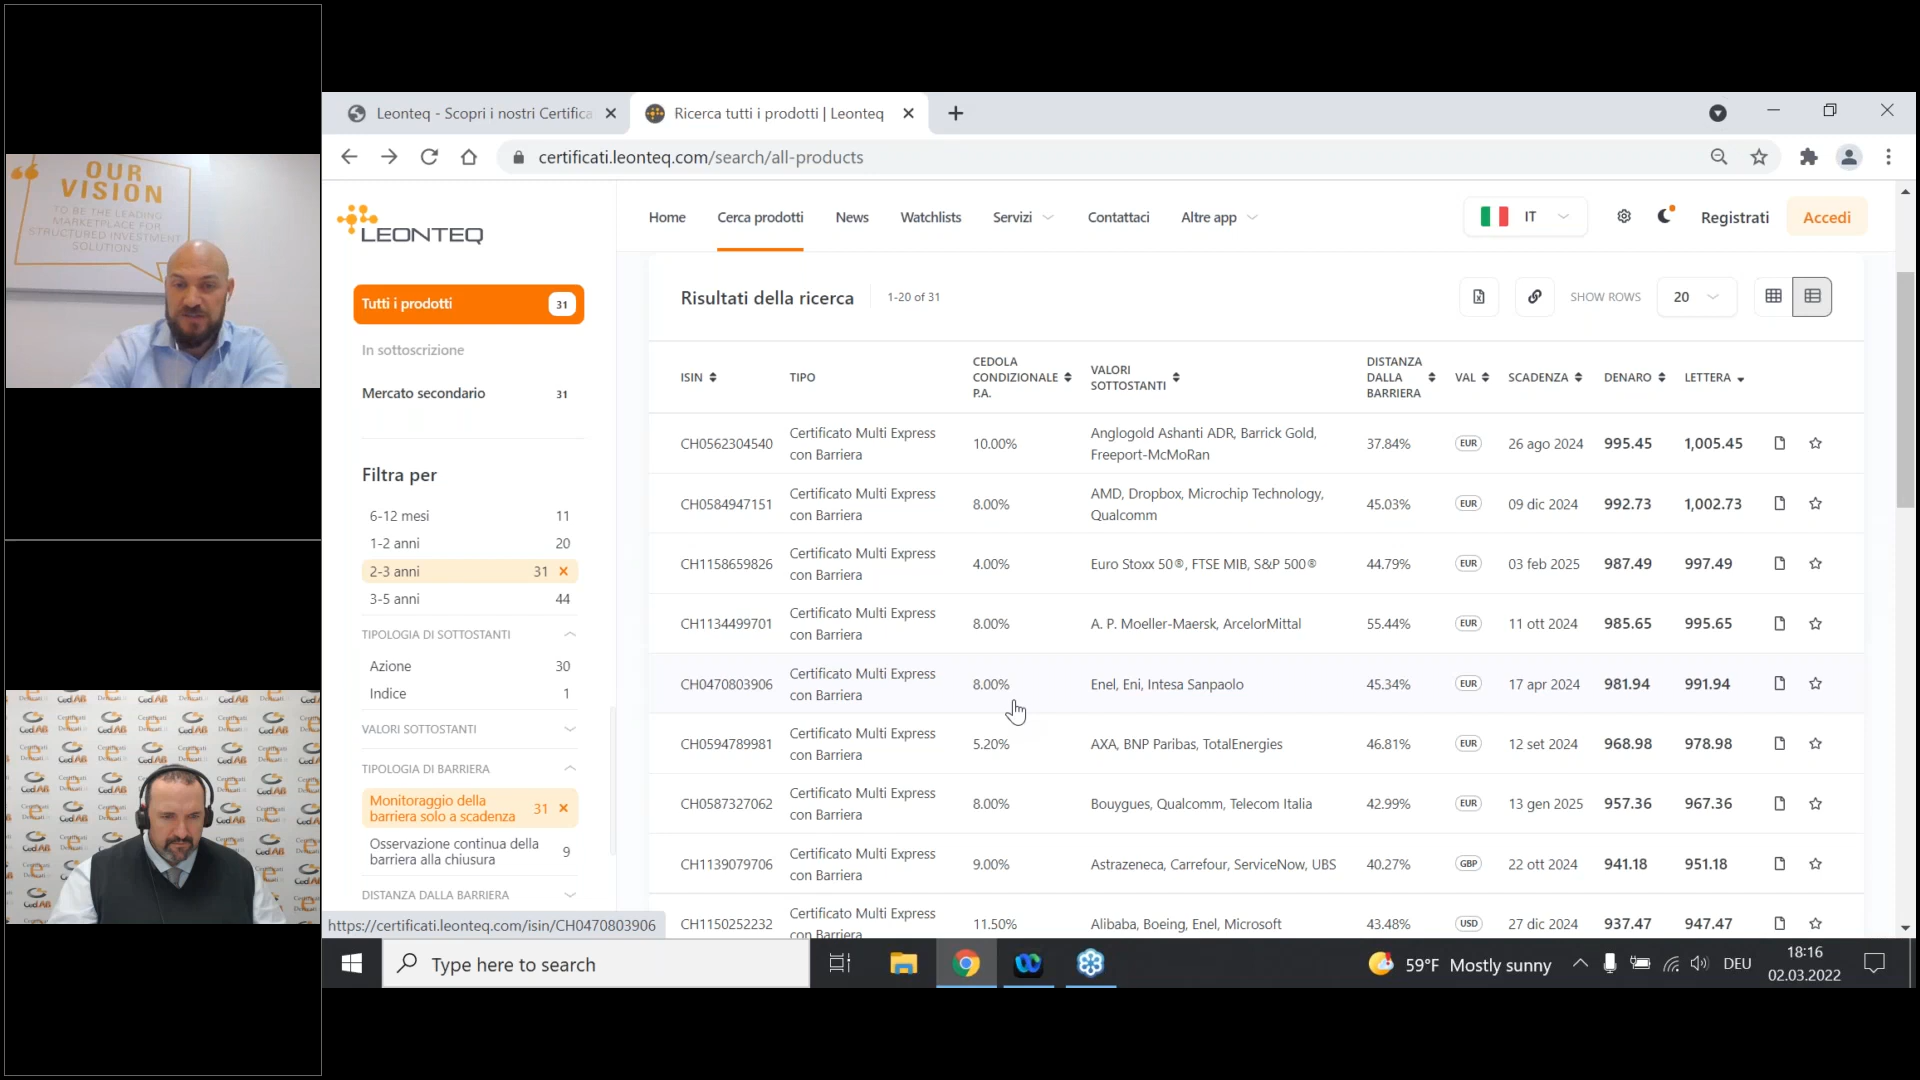 OUR
VISION
TO BE THE LEADING
MARKETPLACE FOR
STRUCTURED INVESTMENT
SOLUTIONS
Leonteq - Scopri i nostri Certifica
Ricerca tutti i prodotti | Leonteq
certificati.leonteq.com/search/all-products
LEONTEQ
Home
Cerca prodotti
News
Watchlists
Servizi
Contattaci
Altre app
IT
Registrati
Accedi
Tutti i prodotti 31
In sottoscrizione
Mercato secondario 31
Filtra per
6-12 mesi 11
1-2 anni 20
2-3 anni 31
3-5 anni 44
TIPOLOGIA DI SOTTOSTANTI
Azione 30
Indice 1
VALORI SOTTOSTANTI
TIPOLOGIA DI BARRIERA
Monitoraggio della
barriera solo a scadenza 31
Osservazione continua della
barriera alla chiusura 9
DISTANZA DALLA BARRIERA
https://certificati.leonteq.com/isin/CH0470803906
Risultati della ricerca 1-20 of 31
SHOW ROWS 20
ISIN TIPO CEDOLA CONDIZIONALE P.A. VALORI SOTTOSTANTI DISTANZA DALLA BARRIERA VAL SCADENZA DENARO LETTERA
CH0562304540 Certificato Multi Express con Barriera 10.00% Anglogold Ashanti ADR, Barrick Gold, Freeport-McMoRan 37.84% EUR 26 ago 2024 995.45 1,005.45
CH0584947151 Certificato Multi Express con Barriera 8.00% AMD, Dropbox, Microchip Technology, Qualcomm 45.03% EUR 09 dic 2024 992.73 1,002.73
CH1158659826 Certificato Multi Express con Barriera 4.00% Euro Stoxx 50®, FTSE MIB, S&P 500® 44.79% EUR 03 feb 2025 987.49 997.49
CH1134499701 Certificato Multi Express con Barriera 8.00% A. P. Moeller-Maersk, ArcelorMittal 55.44% EUR 11 ott 2024 985.65 995.65
CH0470803906 Certificato Multi Express con Barriera 8.00% Enel, Eni, Intesa Sanpaolo 45.34% EUR 17 apr 2024 981.94 991.94
CH0594789981 Certificato Multi Express con Barriera 5.20% AXA, BNP Paribas, TotalEnergies 46.81% EUR 12 set 2024 968.98 978.98
CH0587327062 Certificato Multi Express con Barriera 8.00% Bouygues, Qualcomm, Telecom Italia 42.99% EUR 13 gen 2025 957.36 967.36
CH1139079706 Certificato Multi Express con Barriera 9.00% Astrazeneca, Carrefour, ServiceNow, UBS 40.27% GBP 22 ott 2024 941.18 951.18
CH1150252232 Certificato Multi Express con Barriera 11.50% Alibaba, Boeing, Enel, Microsoft 43.48% USD 27 dic 2024 937.47 947.47
CedAB
Type here to search
59°F Mostly sunny
DEU
18:16
02.03.2022